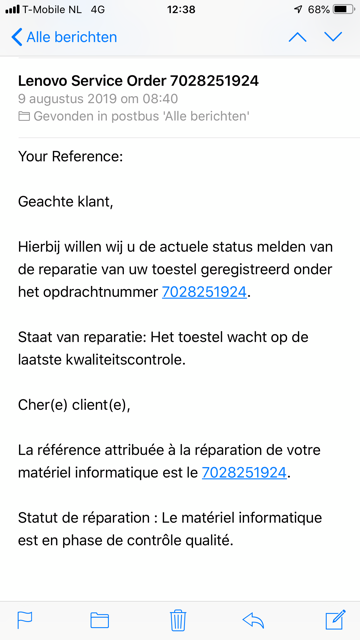 T-Mobile NL 4G 12:38 68%
Alle berichten
Lenovo Service Order 7028251924
9 augustus 2019 om 08:40
Gevonden in postbus 'Alle berichten'
Your Reference:
Geachte klant,
Hierbij willen wij u de actuele status melden van
de reparatie van uw toestel geregistreerd onder
het opdrachtnummer 7028251924.
Staat van reparatie: Het toestel wacht op de
laatste kwaliteitscontrole.
Cher(e) client(e),
La référence attribuée à la réparation de votre
matériel informatique est le 7028251924.
Statut de réparation : Le matériel informatique
est en phase de contrôle qualité.